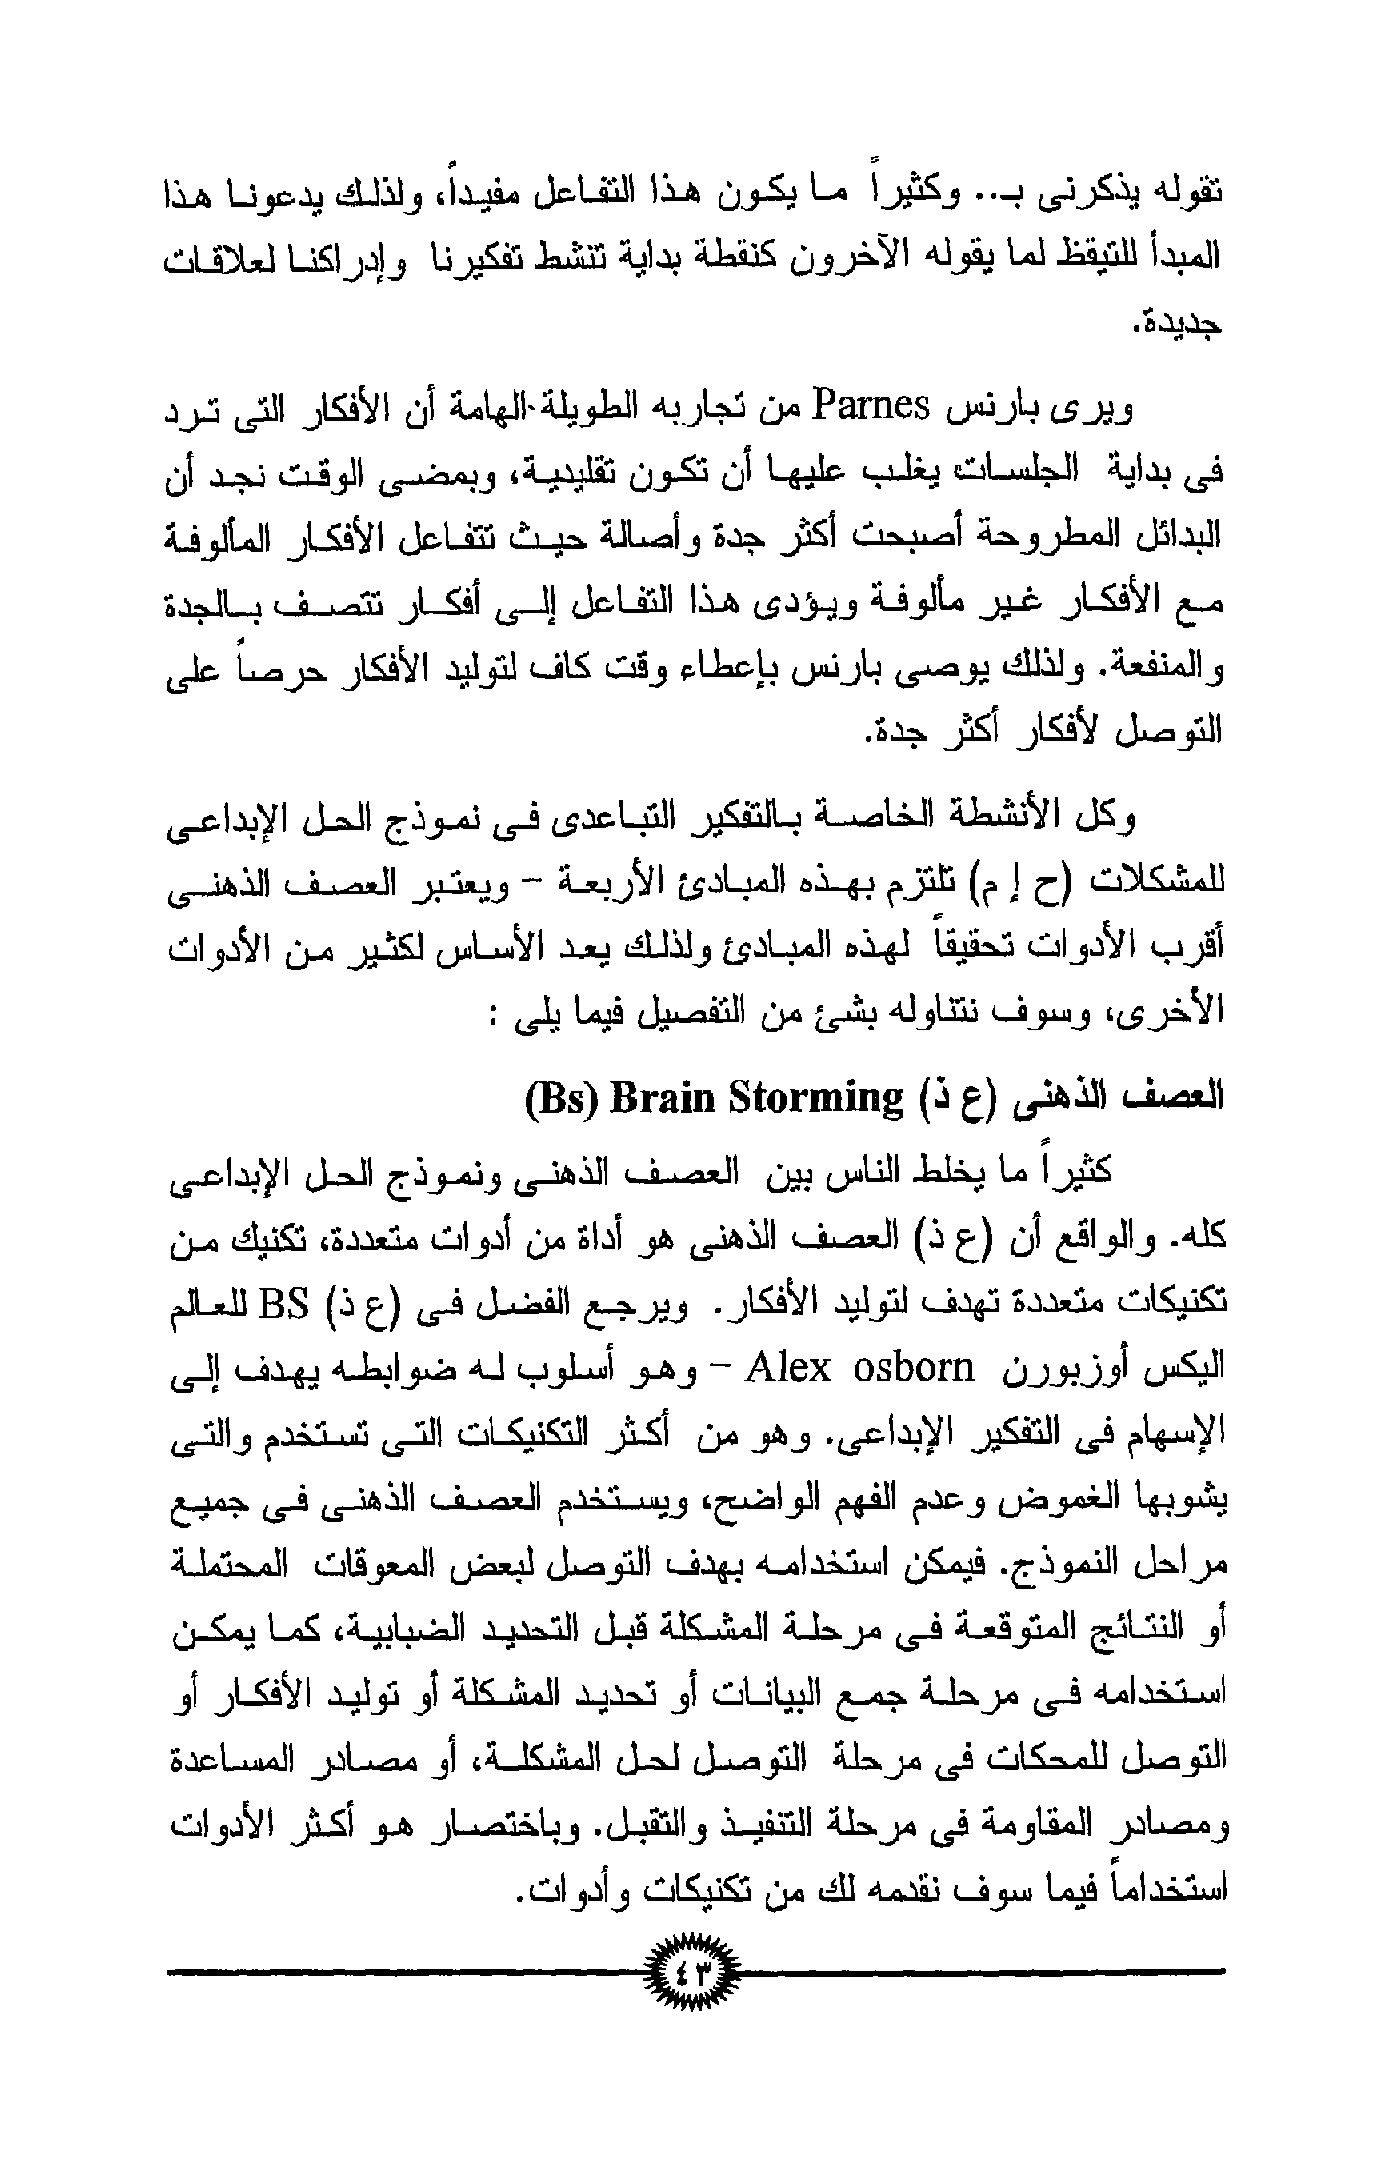 تقوله يذكرنى بـ.. وكثيراً ما يكون هذا التفاعل مفيداً، ولذلك يدعونا هذا
المبدأ للتيقظ لما يقوله الآخرون كنقطة بداية تنشط تفكيرنا وإدراكنا لعلاقات
جديدة.
ويرى بارنس Parnes من تجاربه الطويلة الهامة أن الأفكار التى ترد
فى بداية الجلسات يغلب عليها أن تكون تقليدية، وبمضى الوقت نجد أن
البدائل المطروحة أصبحت أكثر جدة وأصالة حيث تتفاعل الأفكار المألوفة
مع الأفكار غير مألوفة ويؤدى هذا التفاعل إلى أفكار تتصف بالجدة
والمنفعة. ولذلك يوصى بارنس بإعطاء وقت كاف لتوليد الأفكار حرصاً على
التوصل لأفكار أكثر جدة.
وكل الأنشطة الخاصة بالتفكير التباعدى فى نموذج الحل الإبداعى
للمشكلات (ح إ م) تلتزم بهذه المبادئ الأربعة - ويعتبر العصف الذهنى
أقرب الأدوات تحقيقاً لهذه المبادئ ولذلك يعد الأساس لكثير من الأدوات
الأخرى، وسوف نتناوله بشئ من التفصيل فيما يلى :
العصف الذهنى (ع ذ) Brain Storming (Bs)
كثيراً ما يخلط الناس بين العصف الذهنى ونموذج الحل الإبداعى
كله. والواقع أن (ع ذ) العصف الذهنى هو أداة من أدوات متعددة، تكنيك من
تكنيكات متعددة تهدف لتوليد الأفكار. ويرجع الفضل فى (ع ذ) BS للعالم
اليكس أوزبورن Alex osborn - وهو أسلوب له ضوابطه يهدف إلى
الإسهام فى التفكير الإبداعى. وهو من أكثر التكنيكات التى تستخدم والتى
يشوبها الغموض وعدم الفهم الواضح، ويستخدم العصف الذهنى فى جميع
مراحل النموذج. فيمكن استخدامه بهدف التوصل لبعض المعوقات المحتملة
أو النتائج المتوقعة فى مرحلة المشكلة قبل التحديد الضبابية، كما يمكن
استخدامه فى مرحلة جمع البيانات أو تحديد المشكلة أو توليد الأفكار أو
التوصل للمحكات فى مرحلة التوصل لحل المشكلة، أو مصادر المساعدة
ومصادر المقاومة فى مرحلة التنفيذ والتقبل. وباختصار هو أكثر الأدوات
استخداماً فيما سوف نقدمه لك من تكنيكات وأدوات.
٤٣